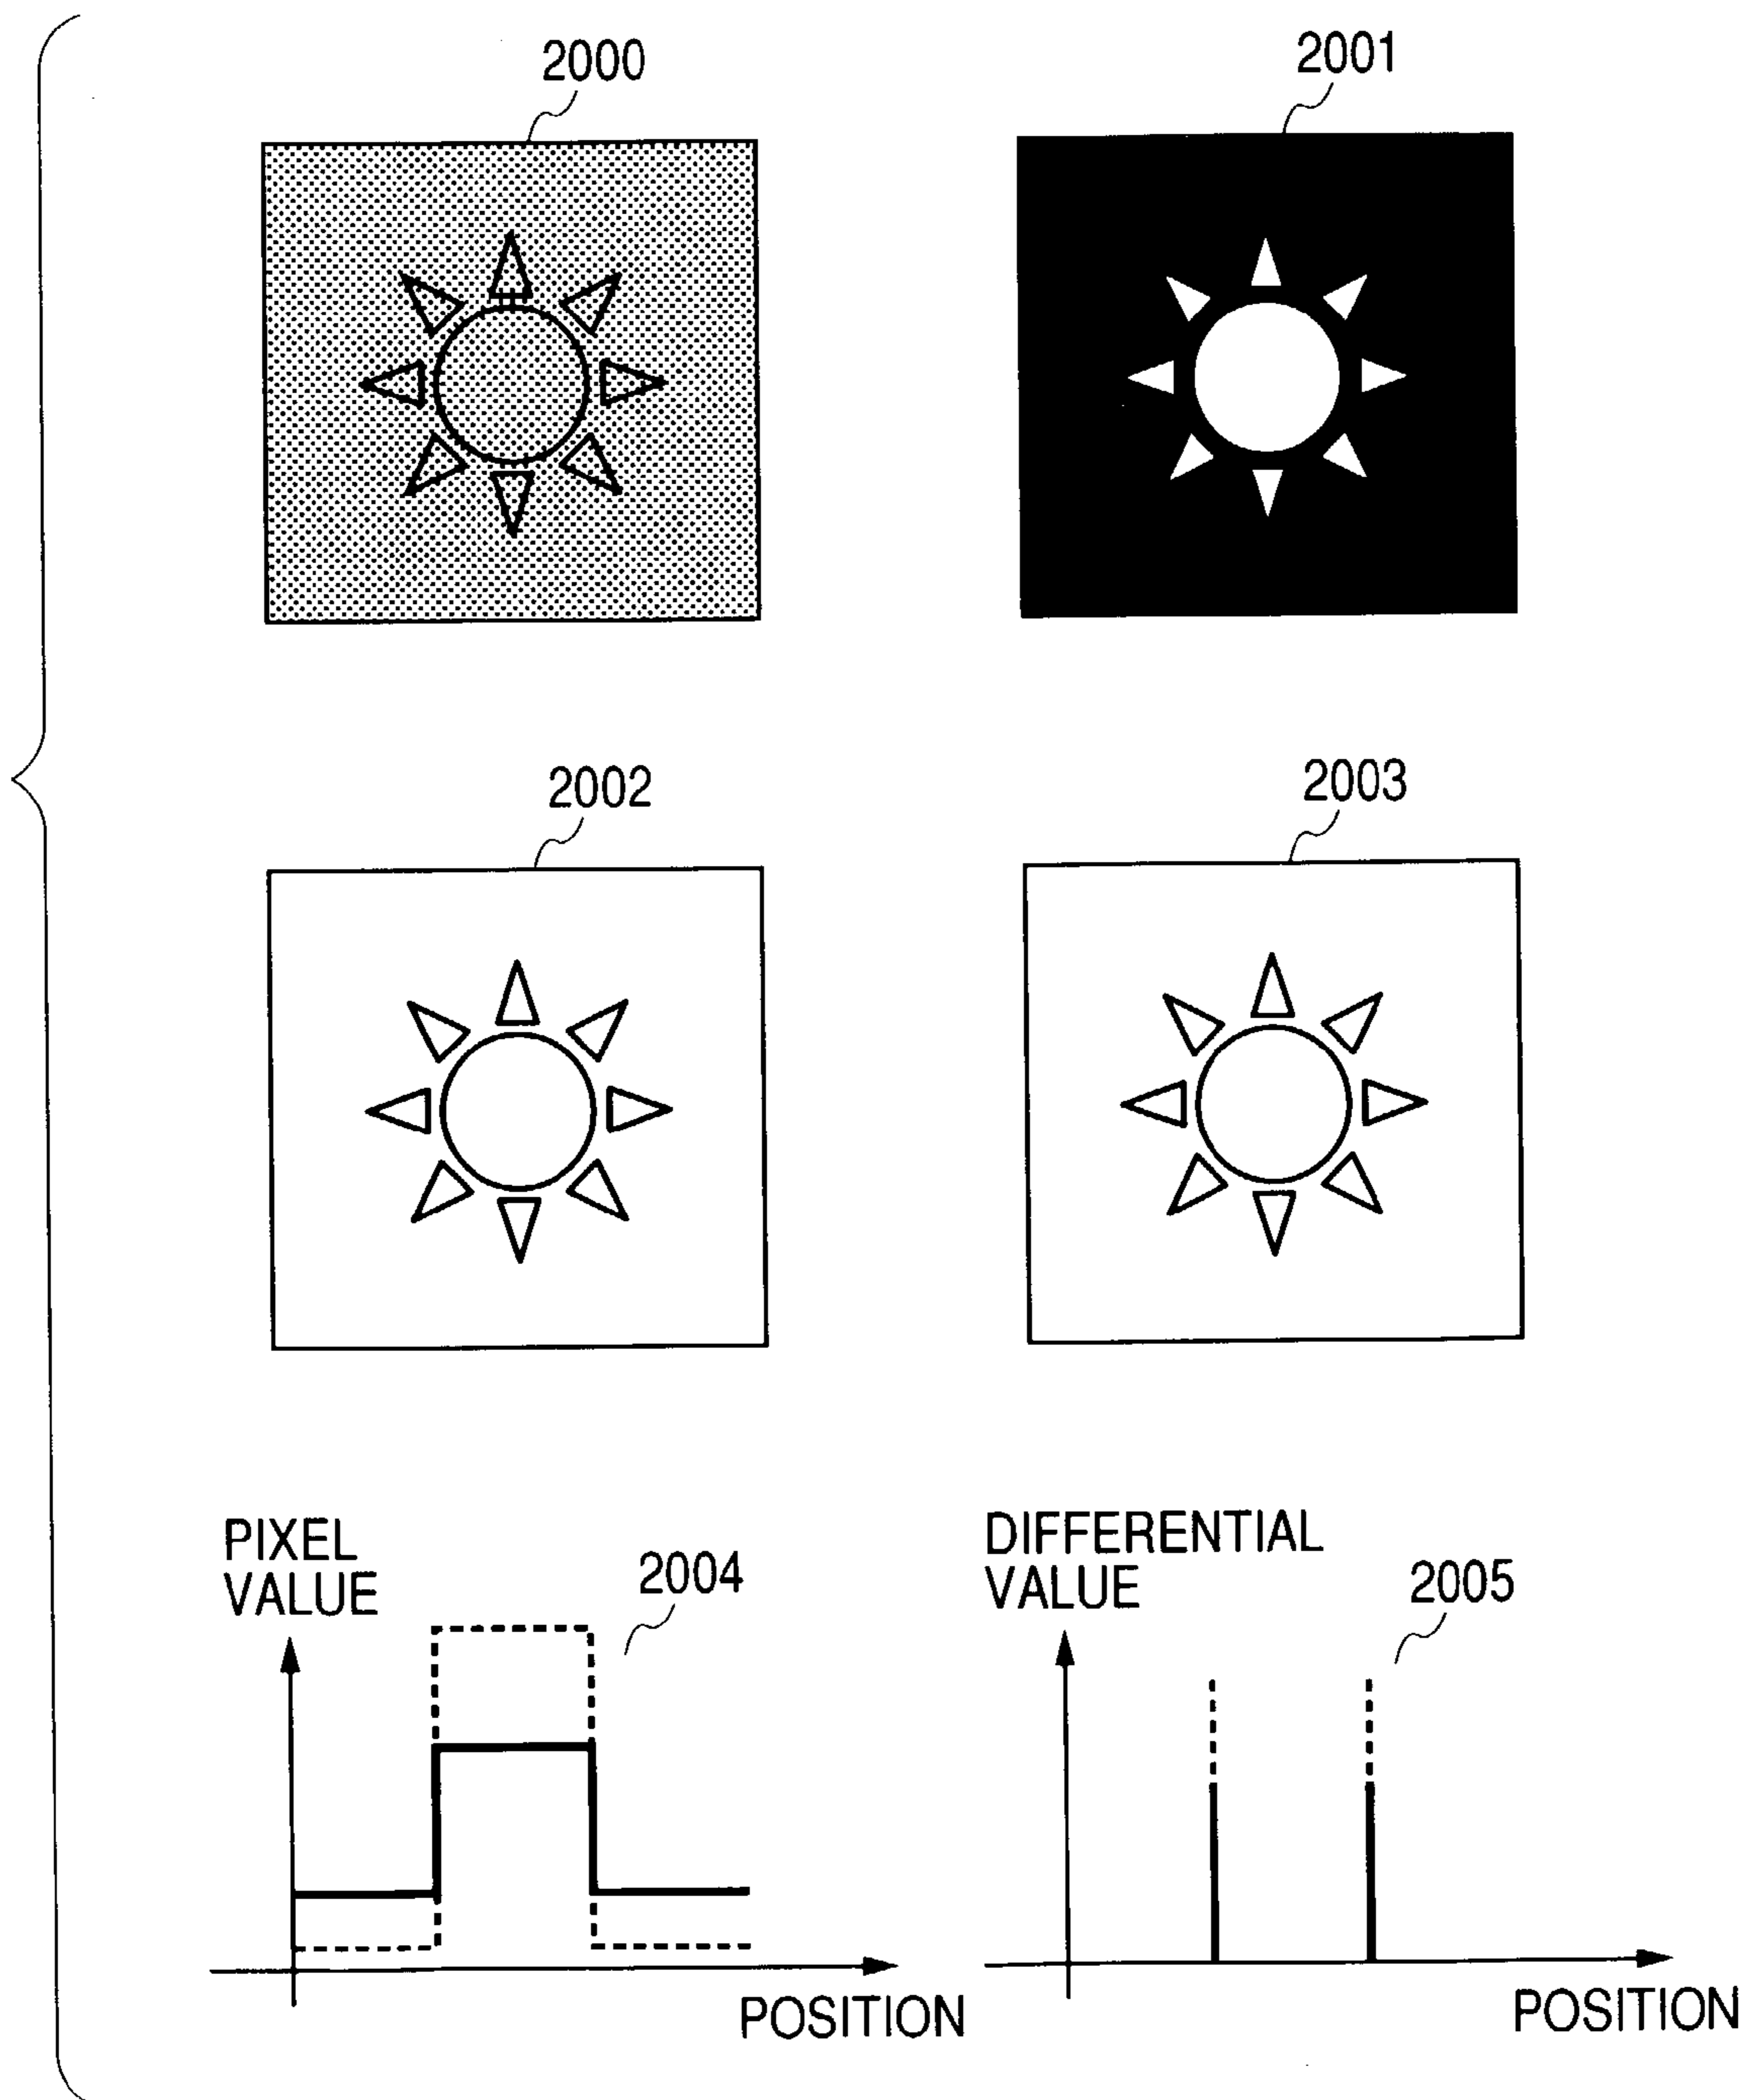 2000
2001
2002
2003
PIXEL
VALUE
2004
POSITION
DIFFERENTIAL
VALUE
2005
POSITION